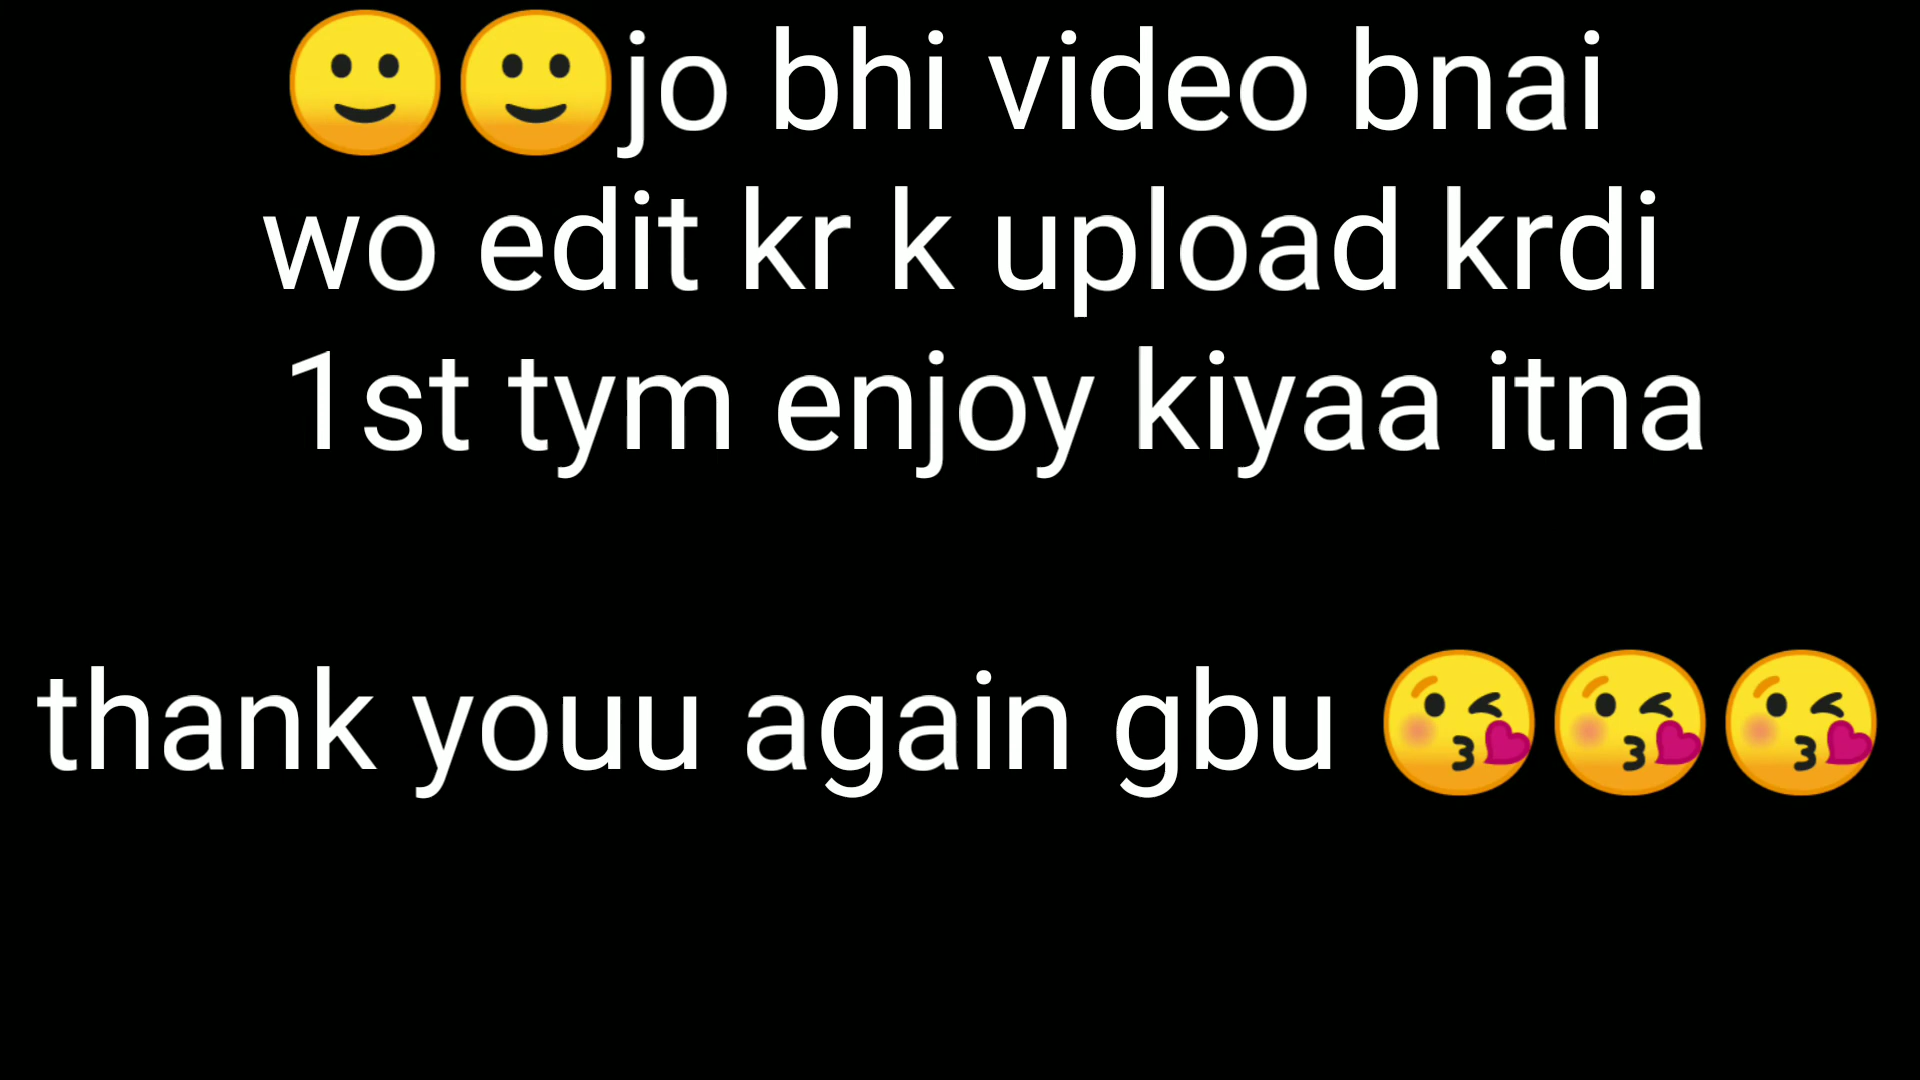 🙂🙂jo bhi video bnai
wo edit kr k upload krdi
1st tym enjoy kiyaa itna
thank youu again gbu 😘😘😘